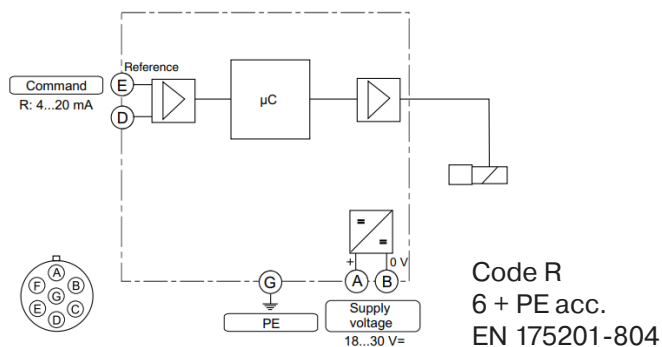 Reference
Command
E
R: 4...20 mA
D
µC
=
=
+
0 V
G
A
B
PE
Supply
voltage
18...30 V=
A
F
B
G
E
C
D
Code R
6 + PE acc.
EN 175201-804